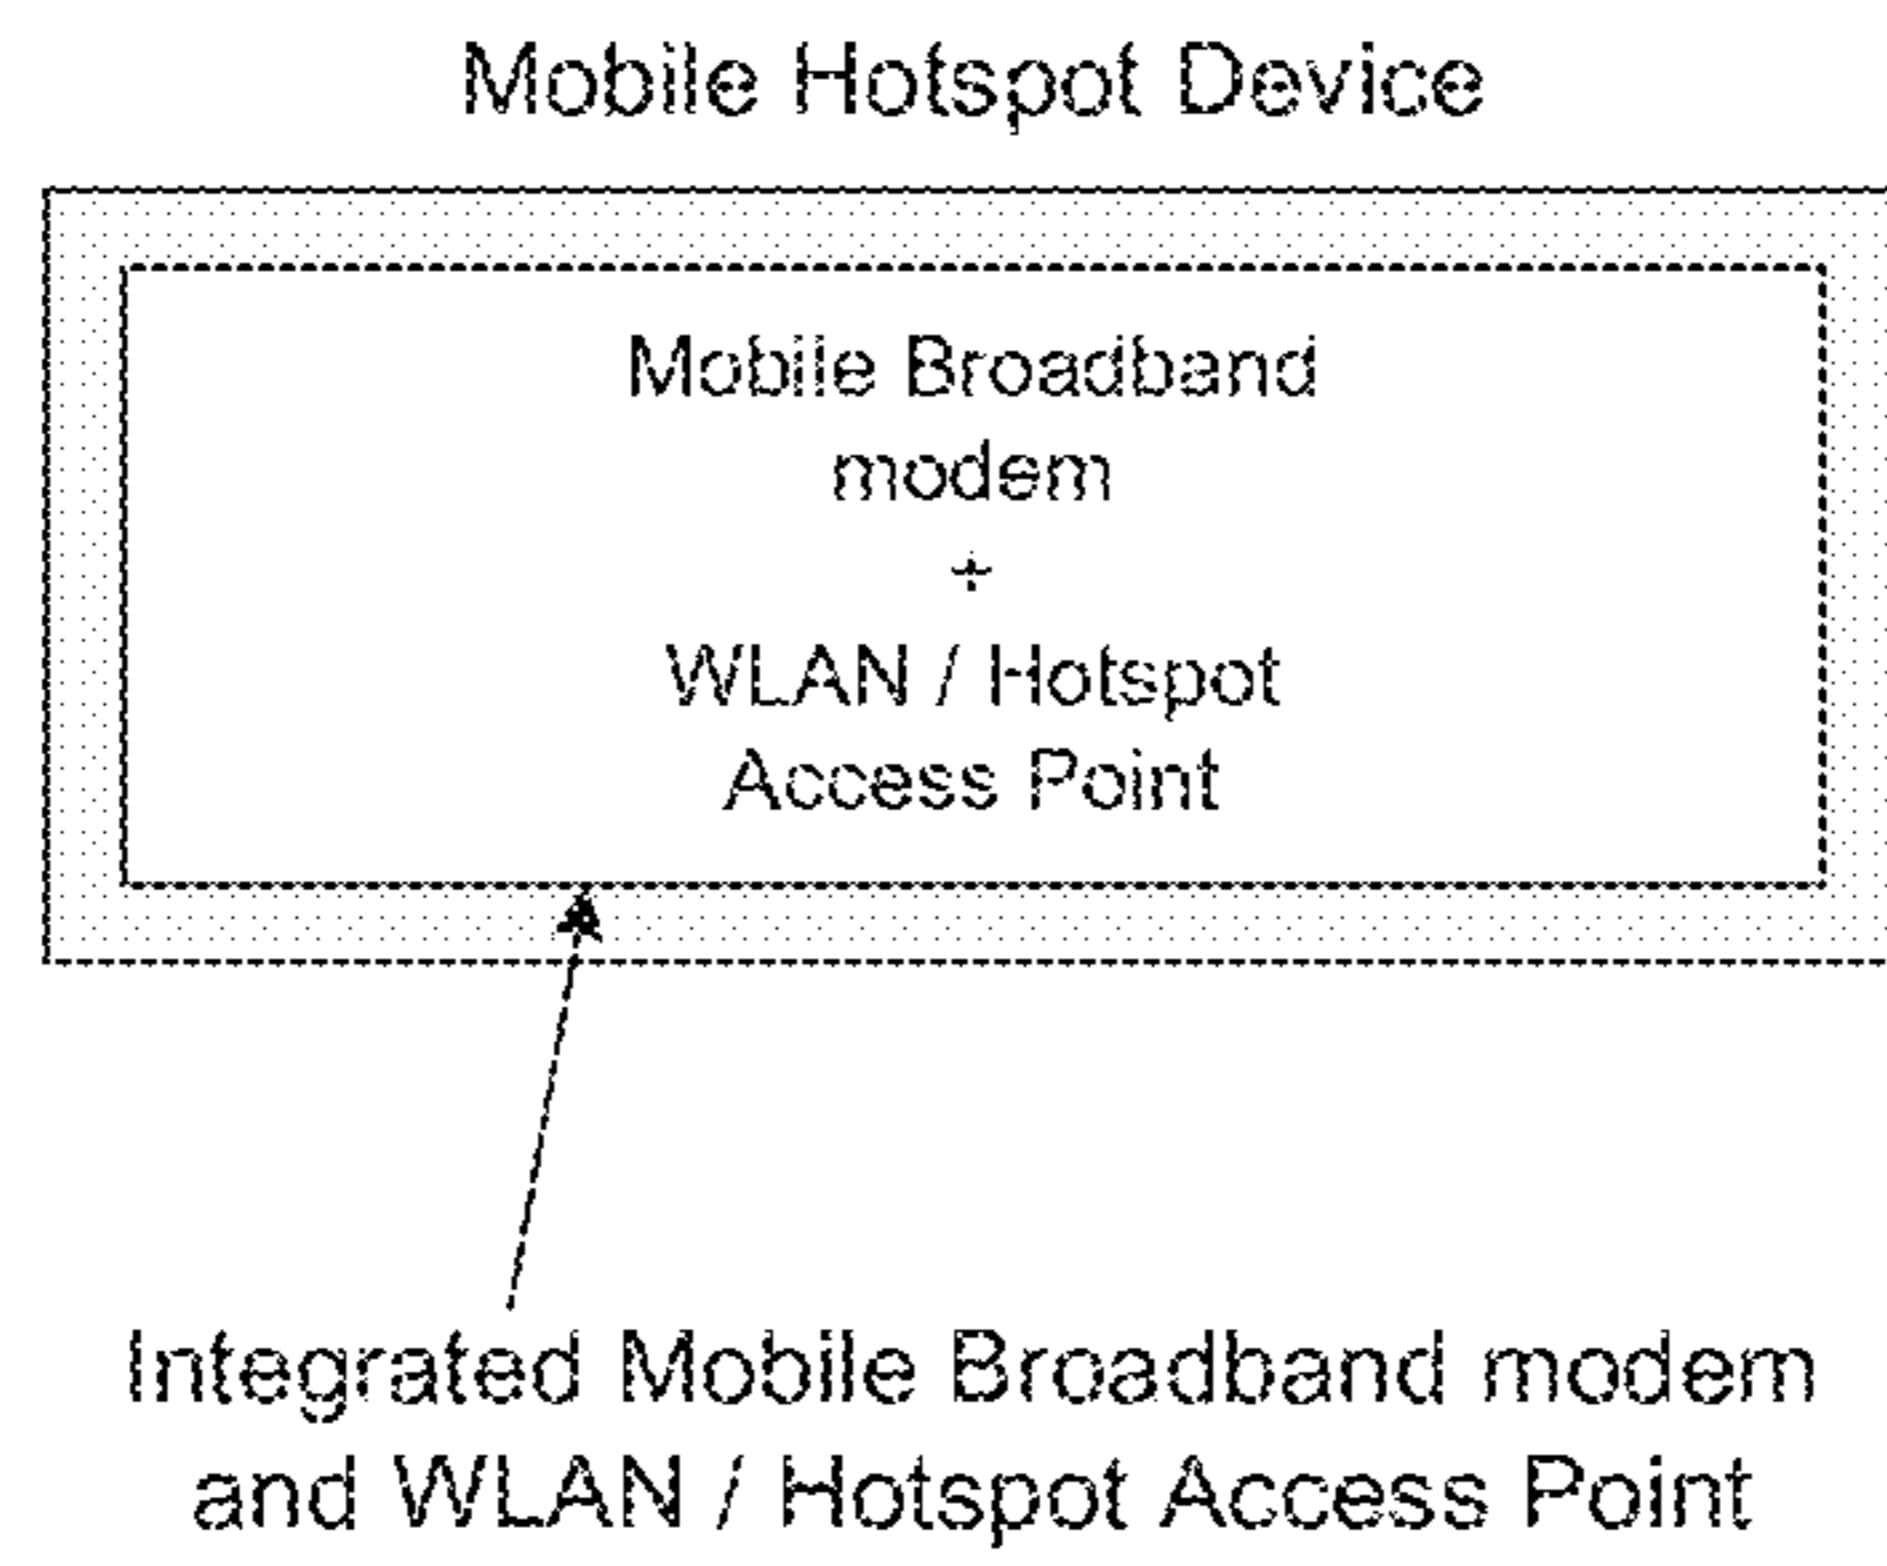 Mobile Hotspot Device
Mobile Broadband
modem
+
WLAN / Hotspot
Access Point
Integrated Mobile Broadband modem
and WLAN / Hotspot Access Point